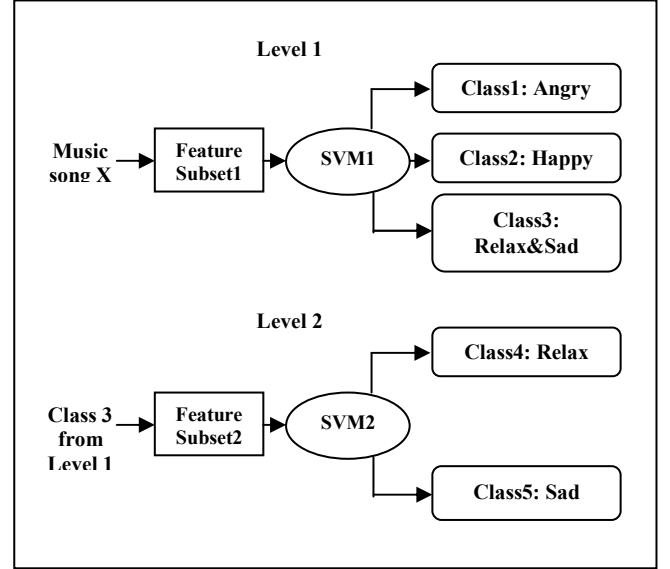 Level 1
Music
song X
Feature
Subset1
SVM1
Class1: Angry
Class2: Happy
Class3:
Relax&Sad
Level 2
Class 3
from
Level 1
Feature
Subset2
SVM2
Class4: Relax
Class5: Sad